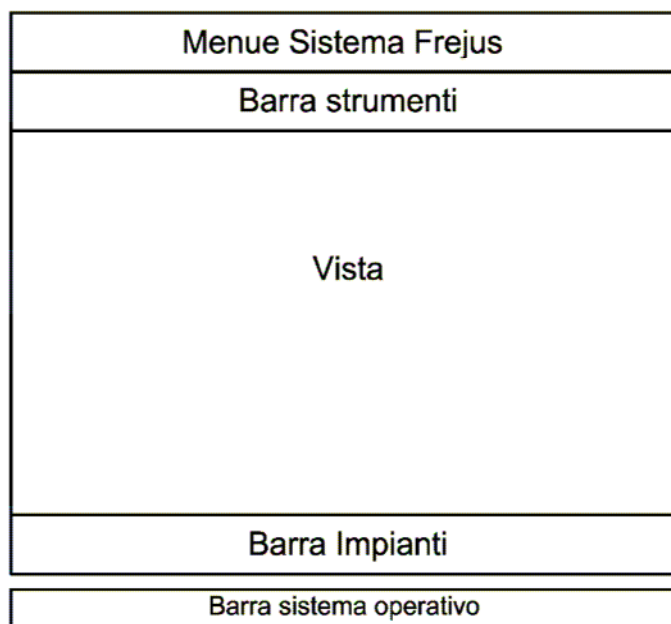 Menue Sistema Frejus
Barra strumenti
Vista
Barra Impianti
Barra sistema operativo